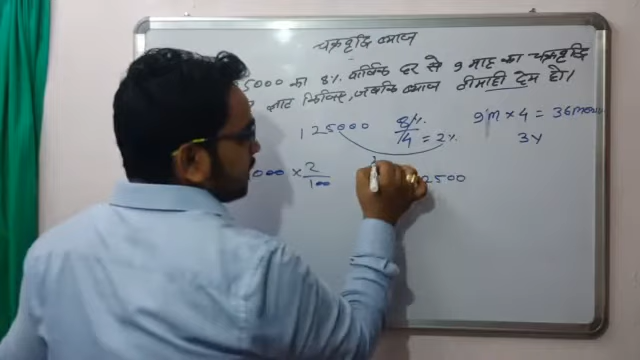 चक्रवृद्धि ब्याज
5000 का 8% वार्षिक दर से 9 माह का चक्रवृद्धि
ज्ञात किजिए, जबकि ब्याज तीमाही देय हो।
125000 8% 9m × 4 = 36
/4 = 2% 3y
000 × 2/100 2500